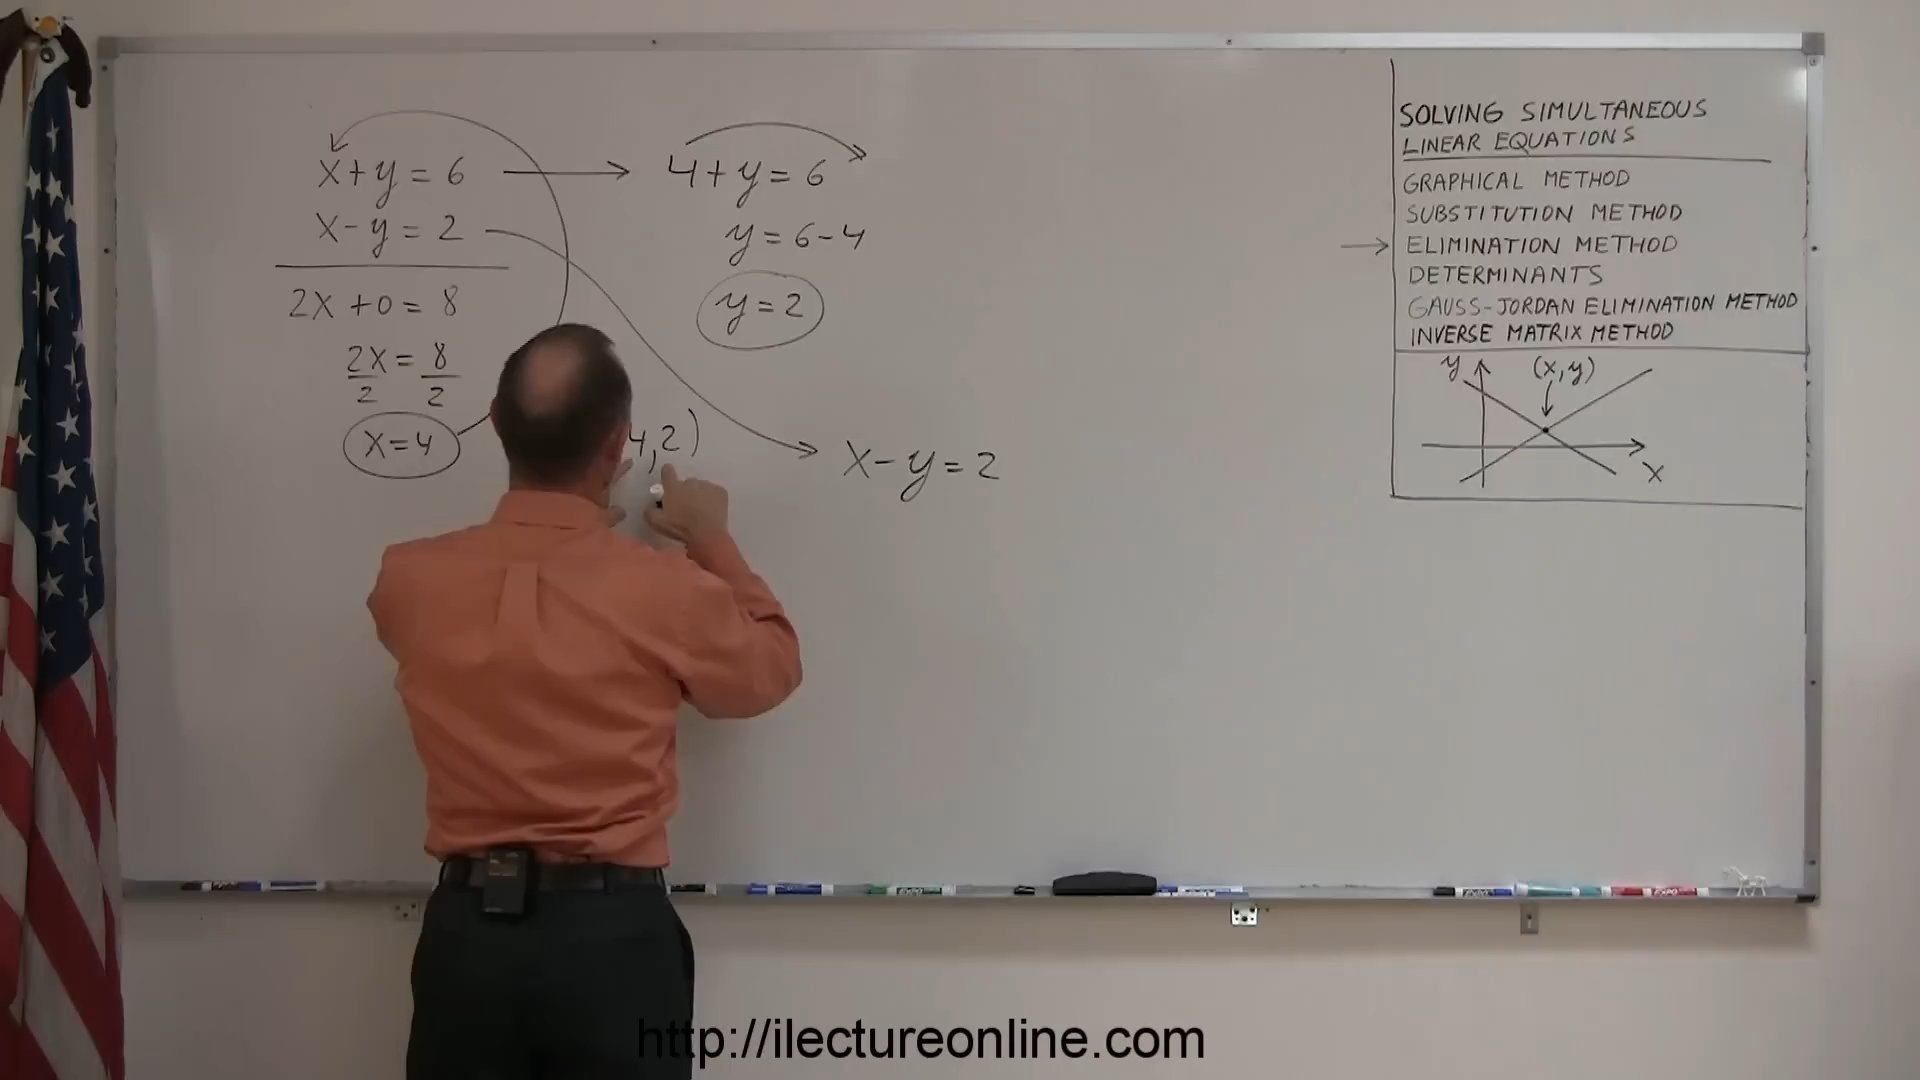 x+y=6
x-y=2
2x+0=8
2x=8
2 2
x=4
4+y=6
y=6-4
y=2
4,2)
x-y=2
SOLVING SIMULTANEOUS
LINEAR EQUATIONS
GRAPHICAL METHOD
SUBSTITUTION METHOD
ELIMINATION METHOD
DETERMINANTS
GAUSS-JORDAN ELIMINATION METHOD
INVERSE MATRIX METHOD
y (x,y)
x
EXPO
EXPO
http://ilectureonline.com